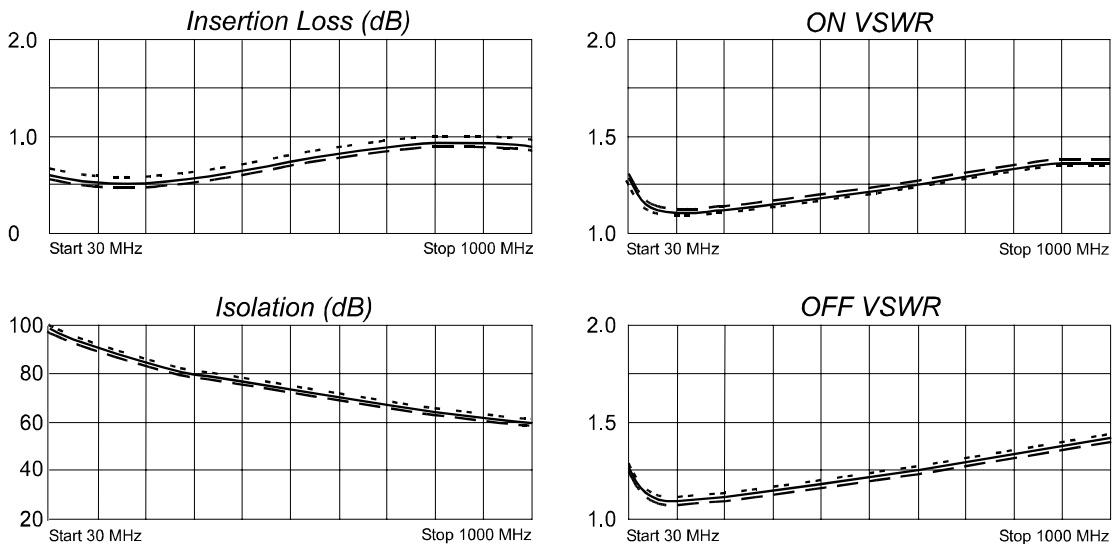 Insertion Loss (dB)
2.0
1.0
0
Start 30 MHz
Stop 1000 MHz
ON VSWR
2.0
1.5
1.0
Start 30 MHz
Stop 1000 MHz
Isolation (dB)
100
80
60
40
20
Start 30 MHz
Stop 1000 MHz
OFF VSWR
2.0
1.5
1.0
Start 30 MHz
Stop 1000 MHz